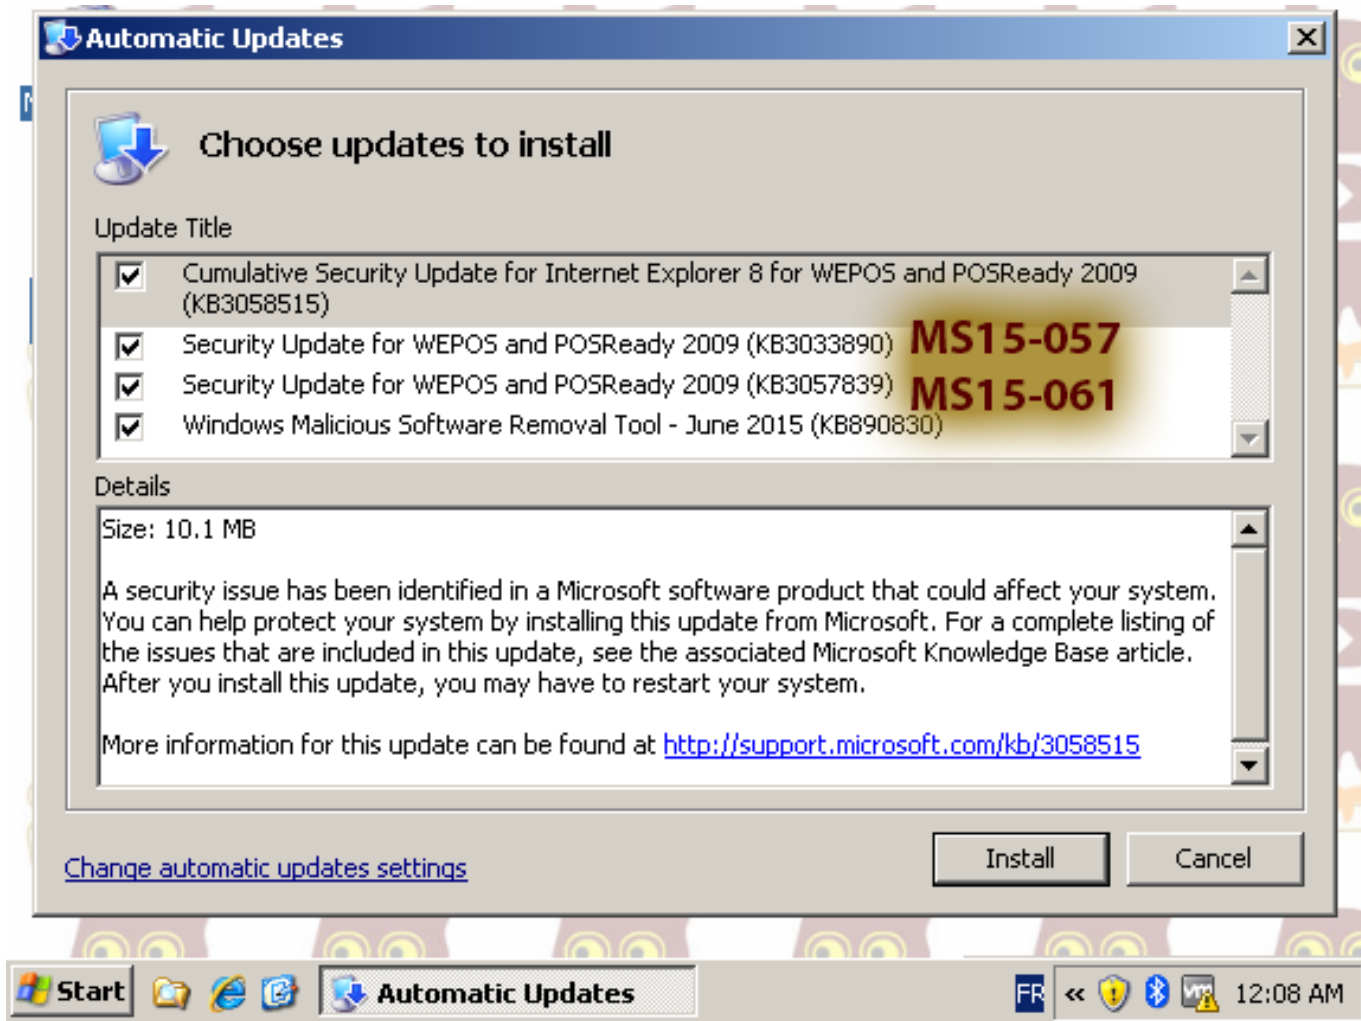 Automatic Updates
Choose updates to install
Update Title
Cumulative Security Update for Internet Explorer 8 for WEPOS and POSReady 2009
(KB3058515)
Security Update for WEPOS and POSReady 2009 (KB3033890) MS15-057
Security Update for WEPOS and POSReady 2009 (KB3057839) MS15-061
Windows Malicious Software Removal Tool - June 2015 (KB890830)
Details
Size: 10.1 MB
A security issue has been identified in a Microsoft software product that could affect your system.
You can help protect your system by installing this update from Microsoft. For a complete listing of
the issues that are included in this update, see the associated Microsoft Knowledge Base article.
After you install this update, you may have to restart your system.
More information for this update can be found at http://support.microsoft.com/kb/3058515
Install Cancel
Change automatic updates settings
Start Automatic Updates FR « 12:08 AM